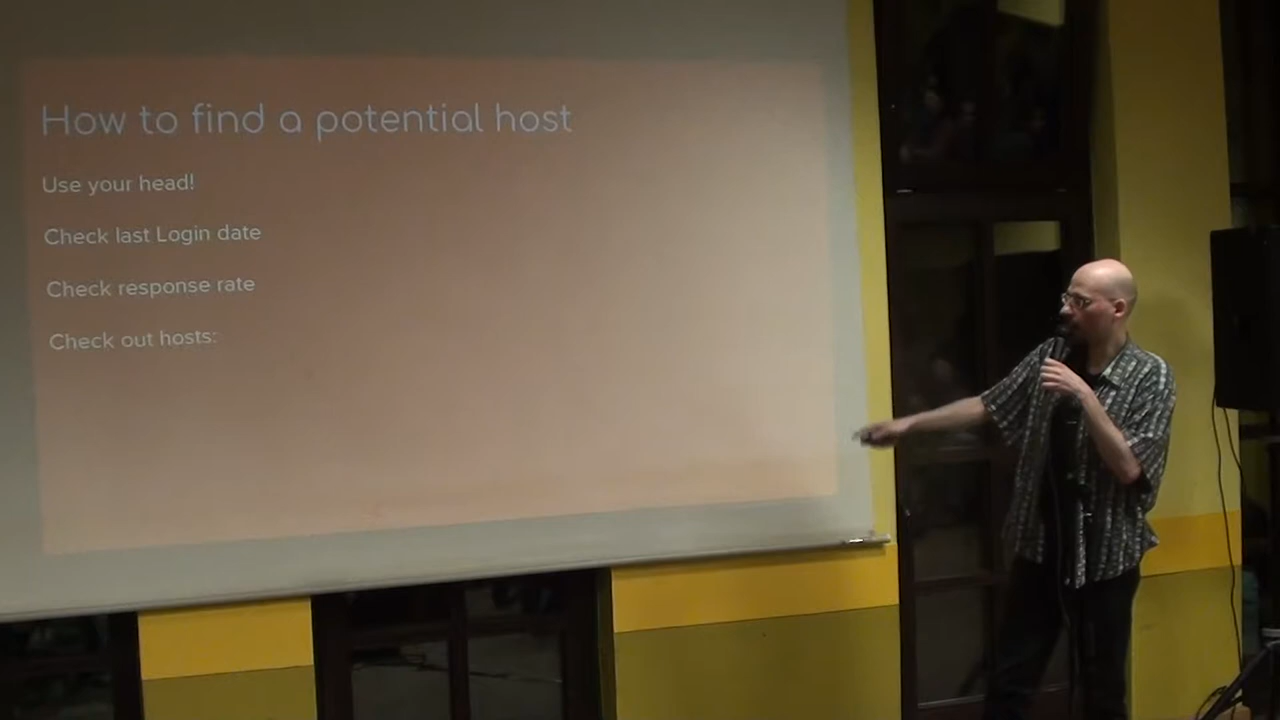 How to find a potential host
Use your head!
Check last Login date
Check response rate
Check out hosts: